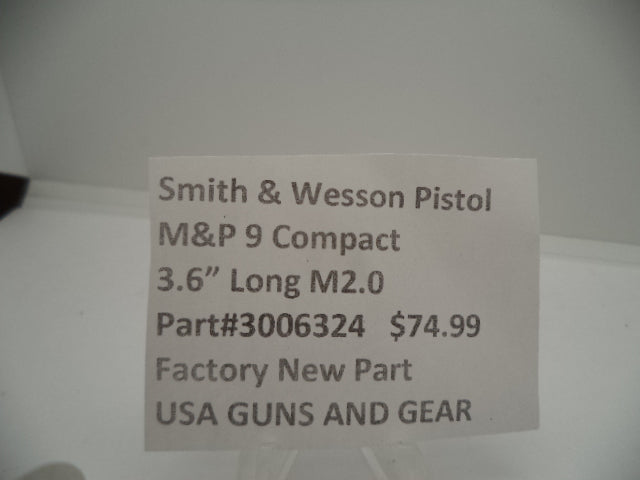 Smith & Wesson Pistol
M&P 9 Compact
3.6” Long M2.0
Part#3006324 $74.99
Factory New Part
USA GUNS AND GEAR